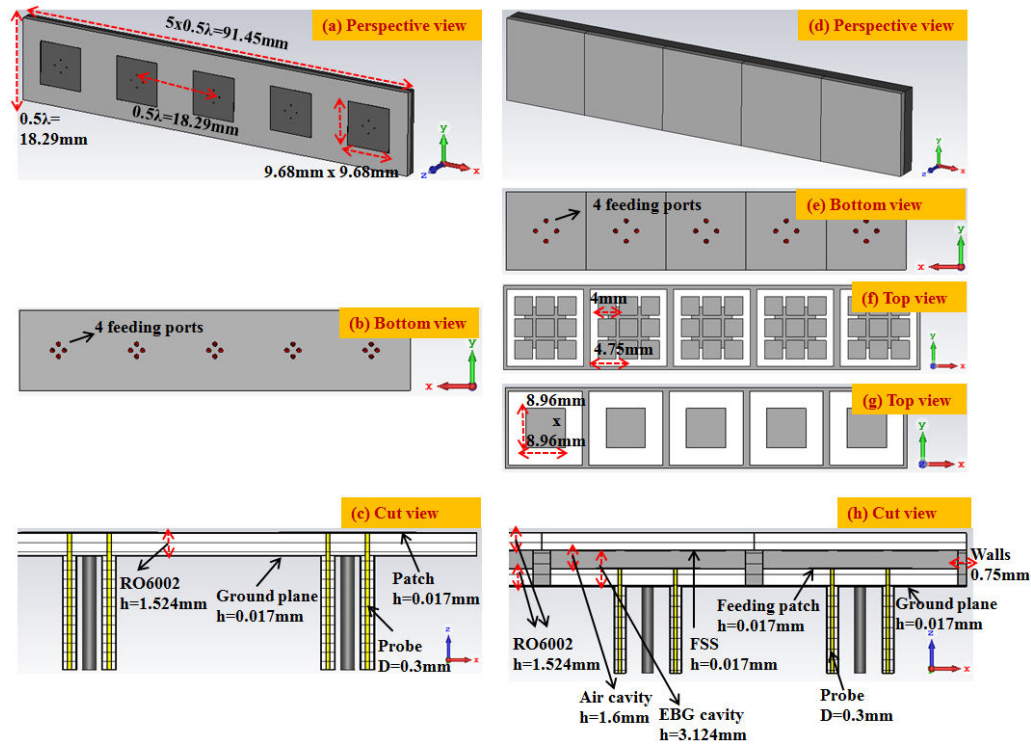 (a) Perspective view
5x0.5λ=91.45mm
0.5λ=
18.29mm
0.5λ=18.29mm
9.68mm x 9.68mm
y
z
x
(b) Bottom view
4 feeding ports
y
x
(c) Cut view
RO6002
h=1.524mm
Ground plane
h=0.017mm
Patch
h=0.017mm
Probe
D=0.3mm
z
x
(d) Perspective view
y
z
x
(e) Bottom view
4 feeding ports
y
x
(f) Top view
4mm
4.75mm
y
z
x
(g) Top view
8.96mm
x
8.96mm
y
z
x
(h) Cut view
Walls
0.75mm
Feeding patch
h=0.017mm
Ground plane
h=0.017mm
RO6002
h=1.524mm
FSS
h=0.017mm
Air cavity
h=1.6mm
EBG cavity
h=3.124mm
Probe
D=0.3mm
z
x